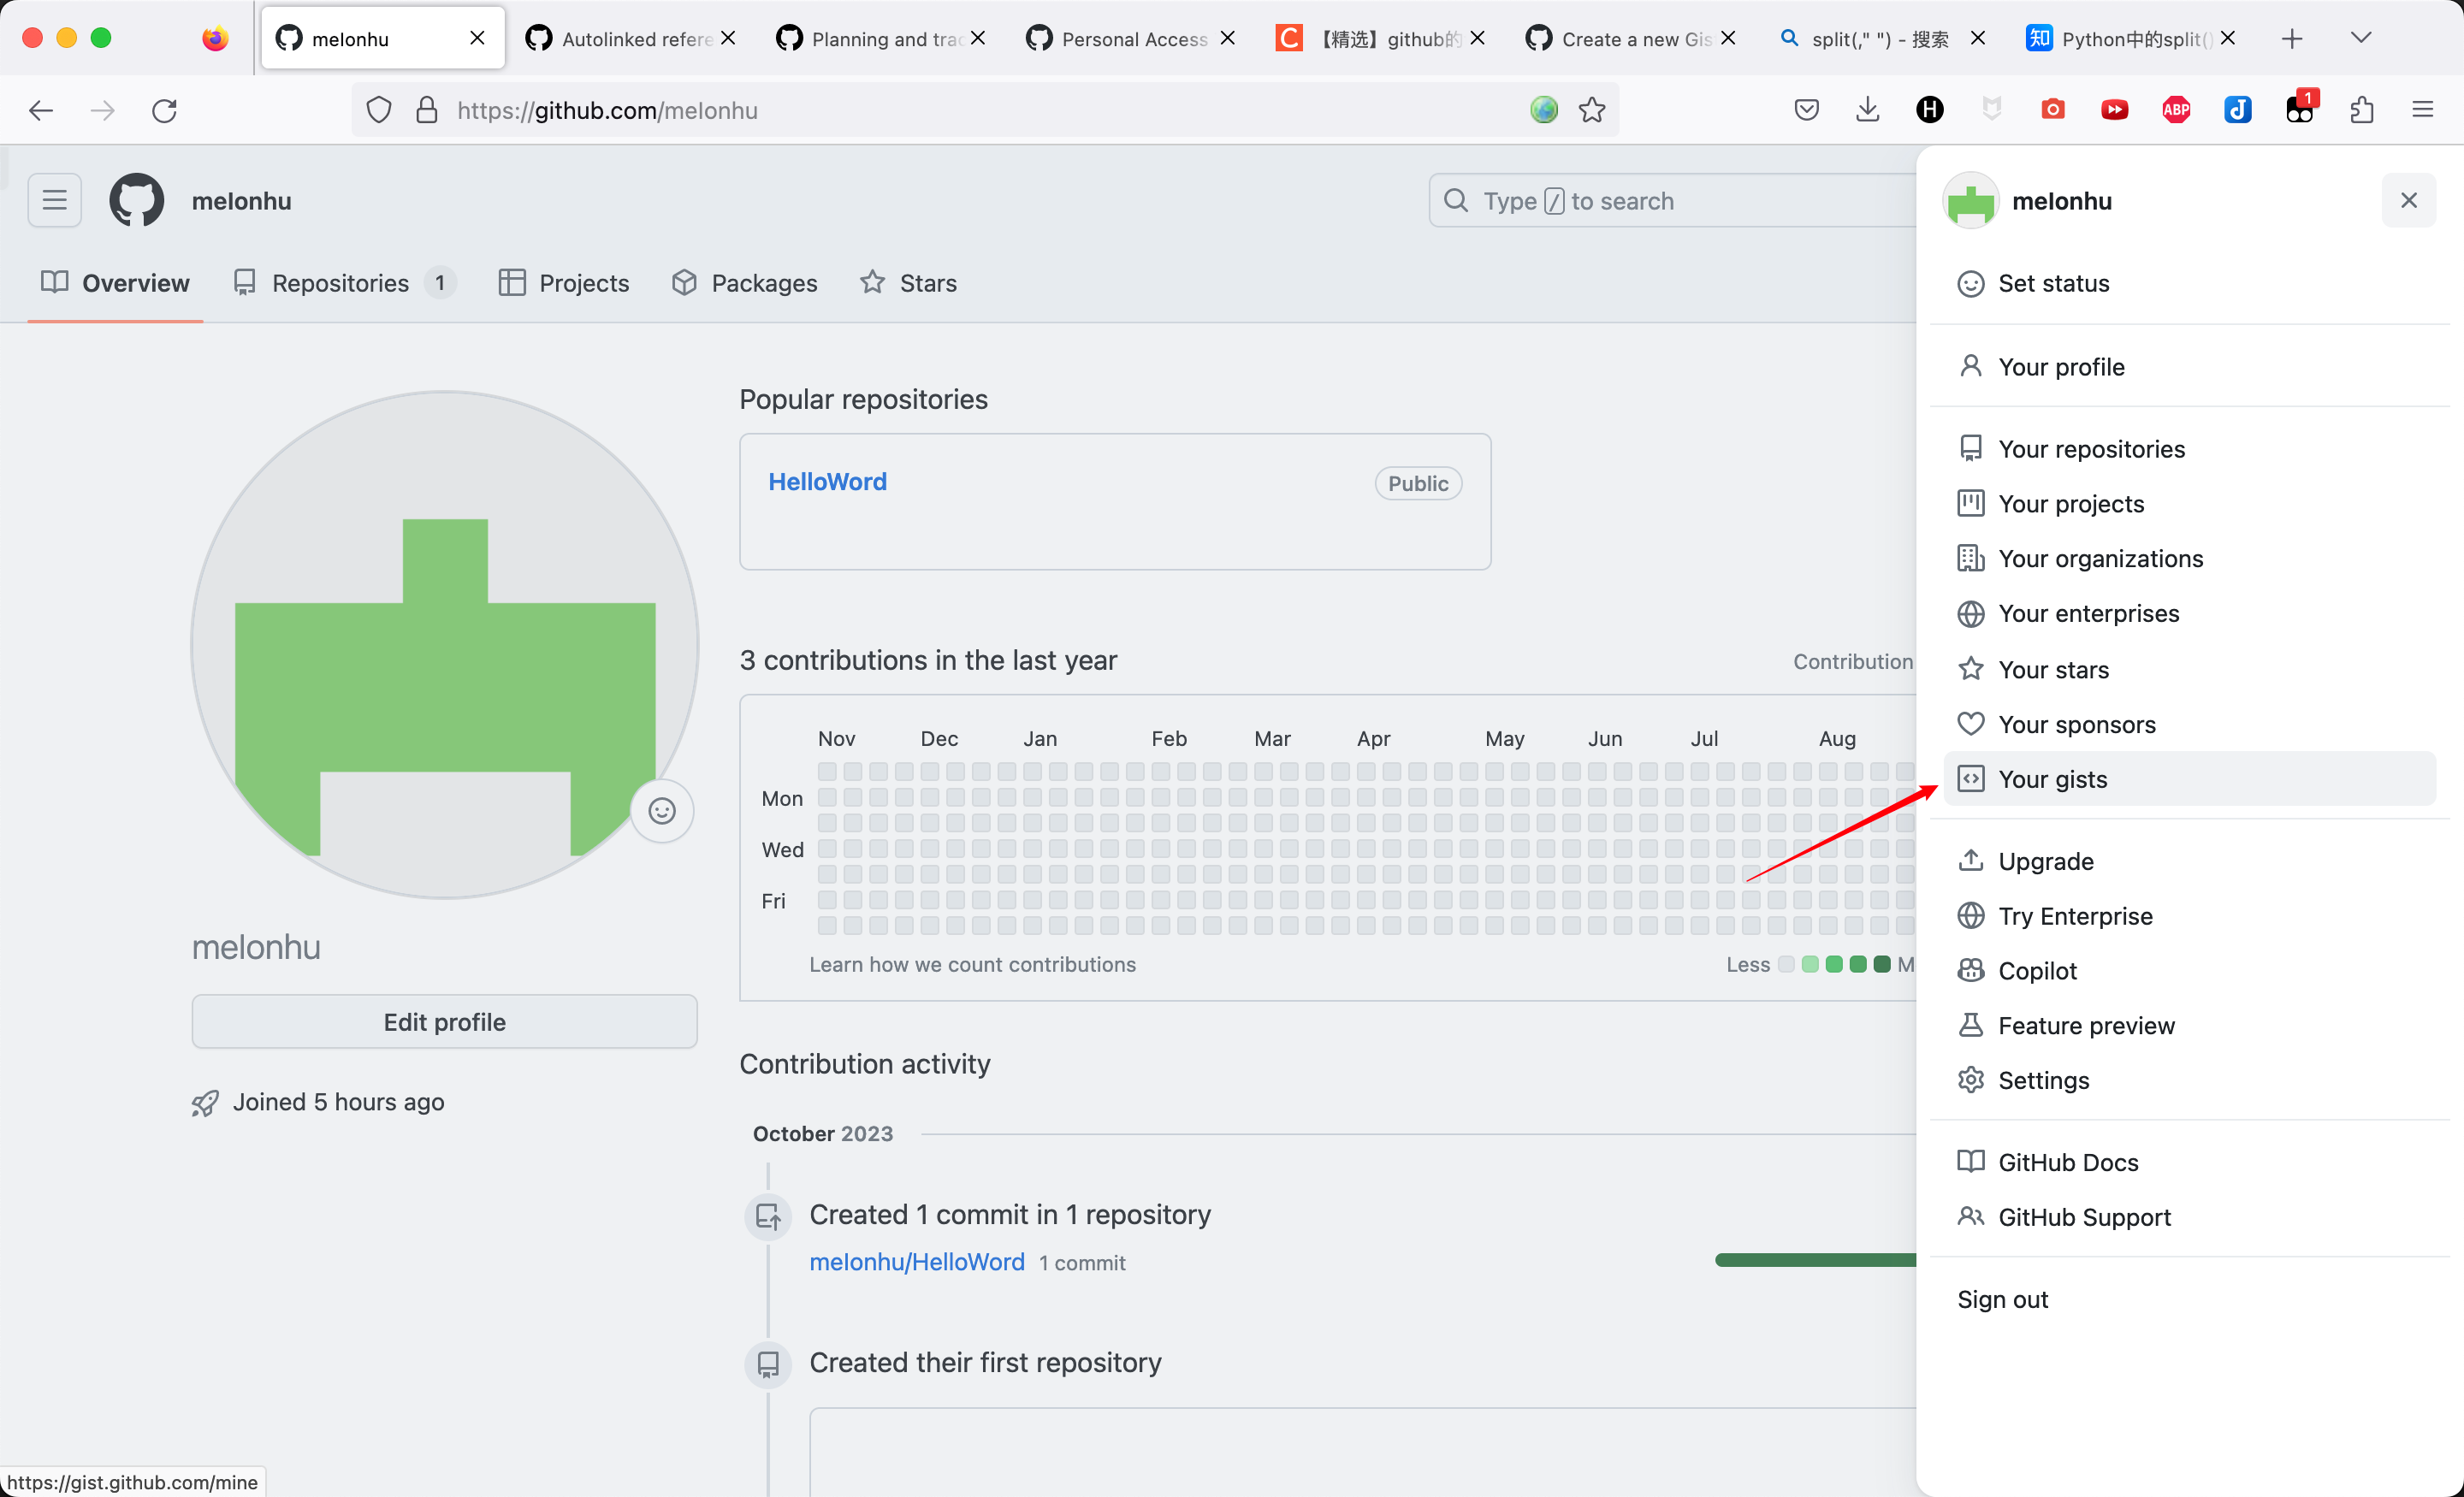 melonhu
Autolinked refere
Planning and trac
Personal Access
【精选】github的
Create a new Gis
split(," ") - 搜索
知 Python中的split()
https://github.com/melonhu
H
ABP
1
melonhu
Type / to search
Overview
Repositories 1
Projects
Packages
Stars
Popular repositories
HelloWord
Public
3 contributions in the last year
Contribution
Nov Dec Jan Feb Mar Apr May Jun Jul Aug
Mon
Wed
Fri
Learn how we count contributions
Less
M
melonhu
Edit profile
Joined 5 hours ago
Contribution activity
October 2023
Created 1 commit in 1 repository
melonhu/HelloWord 1 commit
Created their first repository
melonhu
Set status
Your profile
Your repositories
Your projects
Your organizations
Your enterprises
Your stars
Your sponsors
Your gists
Upgrade
Try Enterprise
Copilot
Feature preview
Settings
GitHub Docs
GitHub Support
Sign out
https://gist.github.com/mine